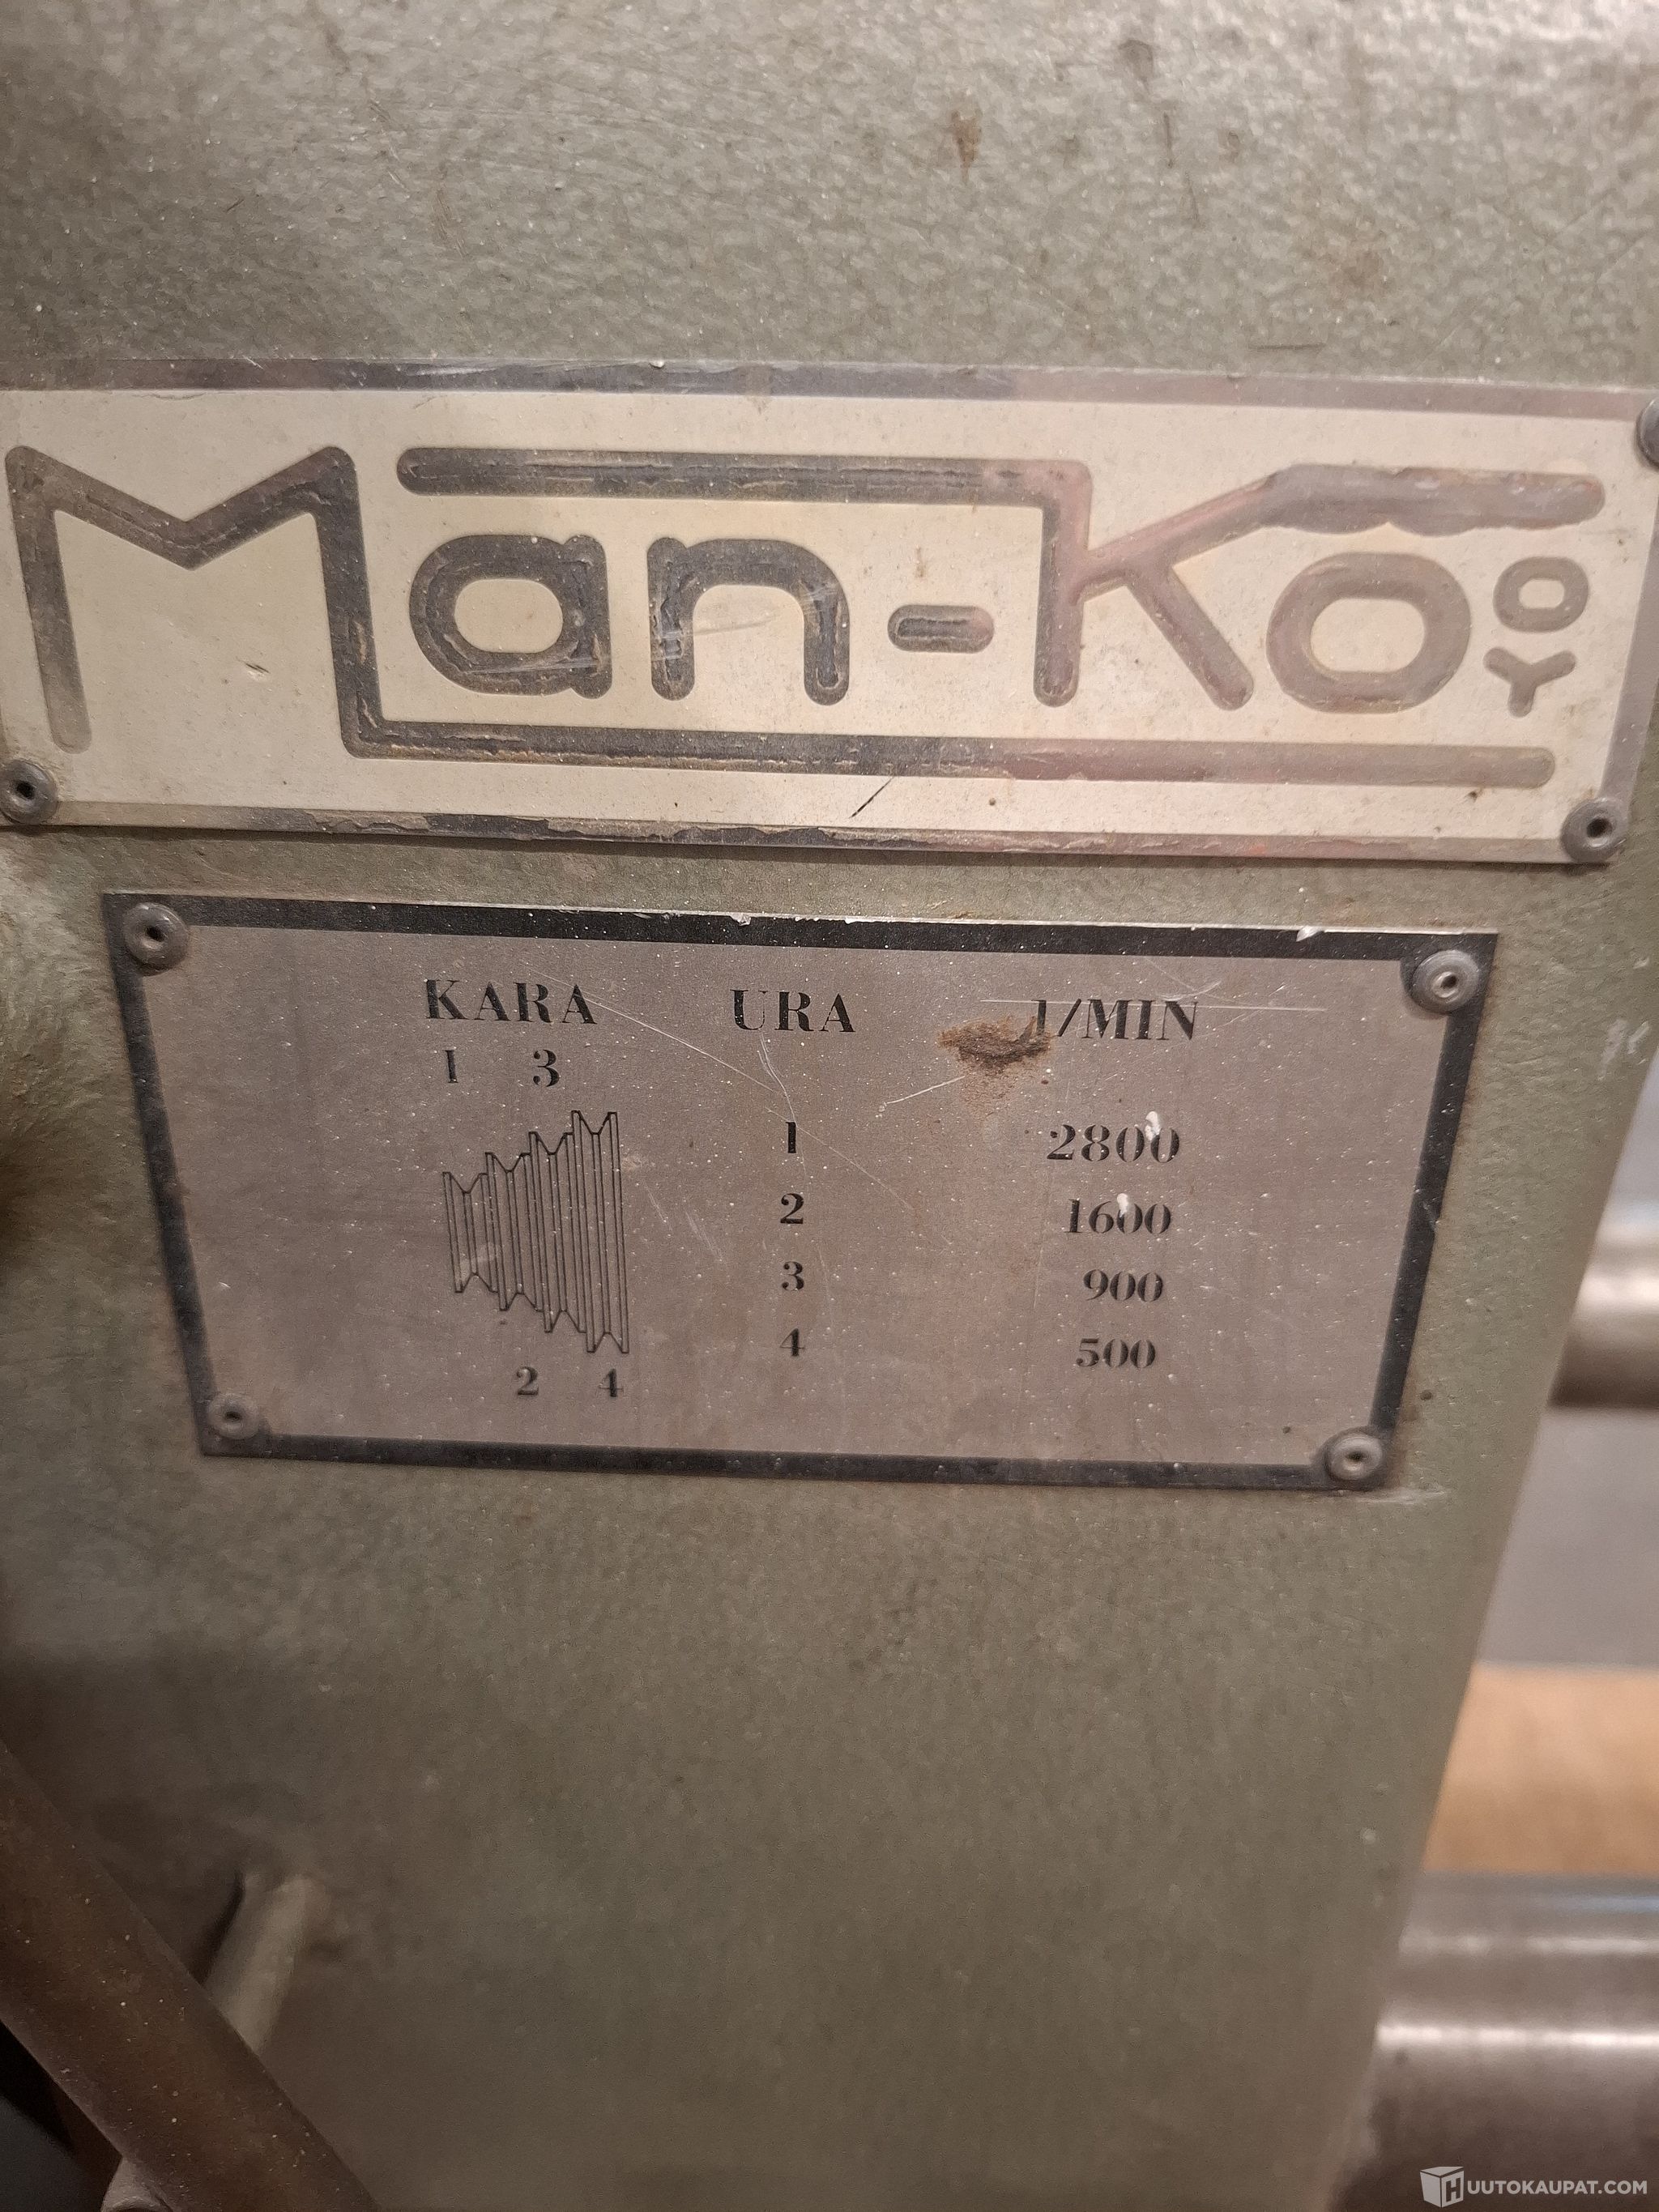 Man-Ko OY
KARA URA 1/MIN
1 3
1 2800
2 1600
3 900
4 500
2 4
HUUTOKAUPAT.COM